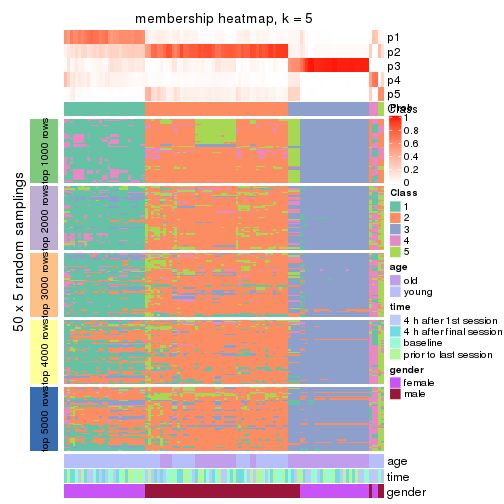 membership heatmap, k = 5
p1
p2
p3
p4
p5
Class
Prob
1
0.8
0.6
0.4
0.2
0
Class
1
2
3
4
5
age
old
young
time
4 h after 1st session
4 h after final session
baseline
prior to last session
gender
female
male
50 x 5 random samplings
top 1000 rows
top 2000 rows
top 3000 rows
top 4000 rows
top 5000 rows
age
time
gender